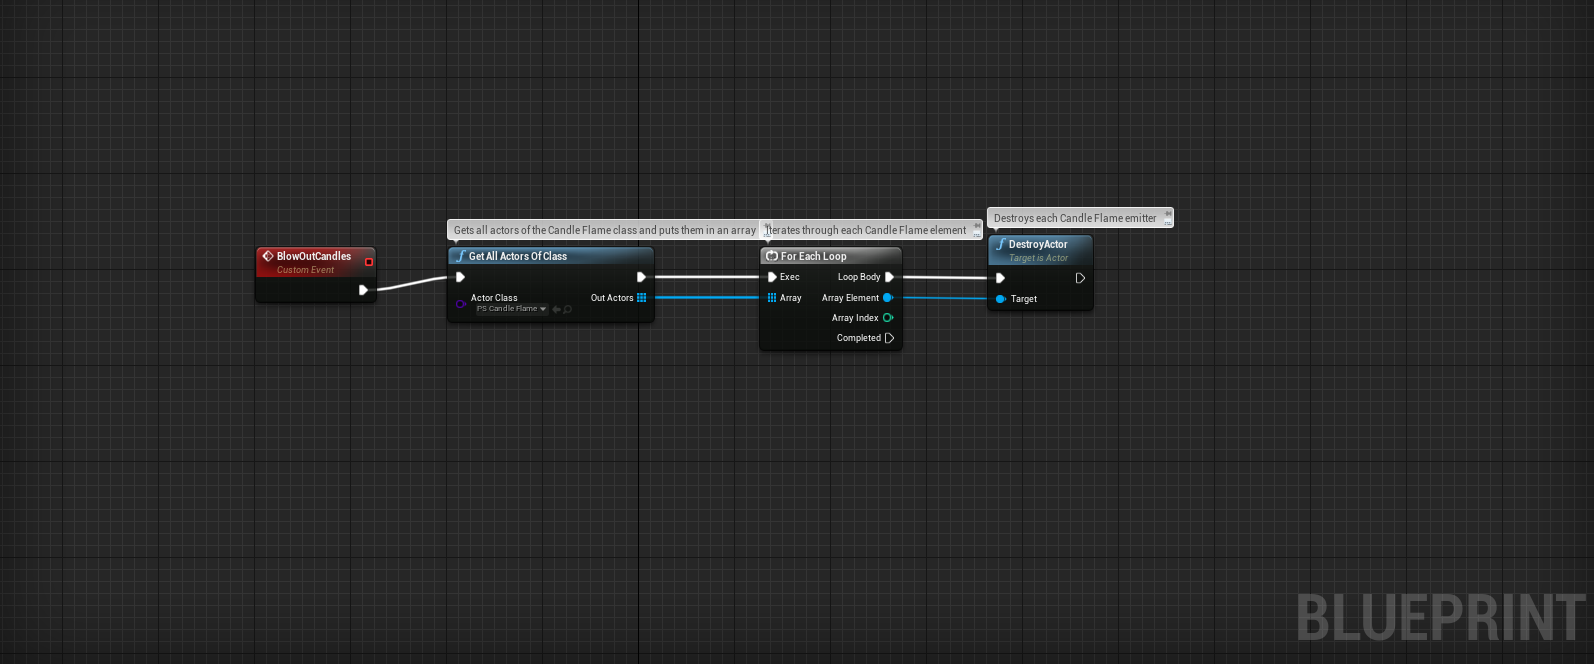 Destroys each Candle Flame emitter
Gets all actors of the Candle Flame class and puts them in an array
Iterates through each Candle Flame element
BlowOutCandles
Custom Event
Get All Actors Of Class
Actor Class
PS Candle Flame
Out Actors
For Each Loop
Exec
Loop Body
Array
Array Element
Array Index
Completed
DestroyActor
Target is Actor
Target
BLUEPRINT